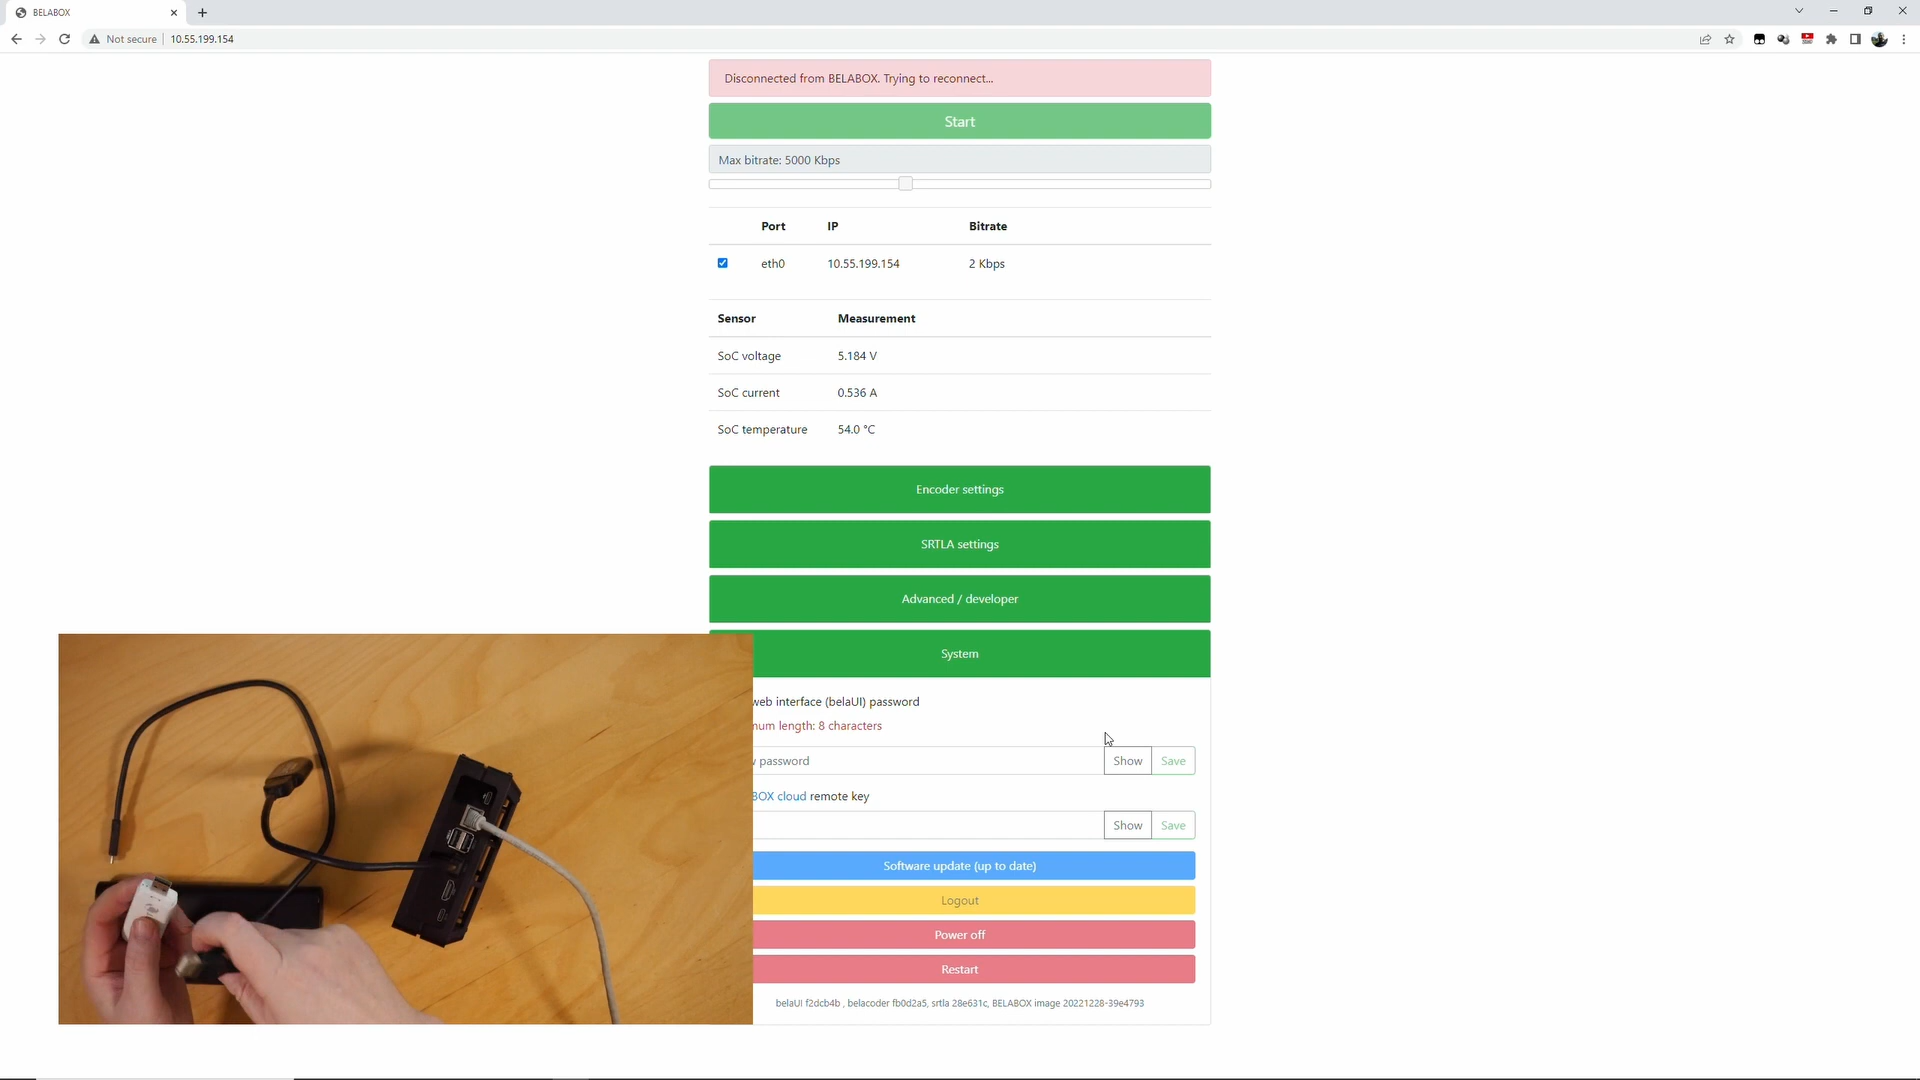 BELABOX
Not secure
10.55.199.154
Disconnected from BELABOX. Trying to reconnect...
Start
Max bitrate: 5000 Kbps
Port IP Bitrate
eth0 10.55.199.154 2 Kbps
Sensor Measurement
SoC voltage 5.184 V
SoC current 0.536 A
SoC temperature 54.0 °C
Encoder settings
SRTLA settings
Advanced / developer
System
web interface (belaUI) password
num length: 8 characters
password Show Save
BOX cloud remote key
Show Save
Software update (up to date)
Logout
Power off
Restart
belaUI f2dcb4b , belacoder fb0d2a5, srtla 28e631c, BELABOX image 20221228-39e4793